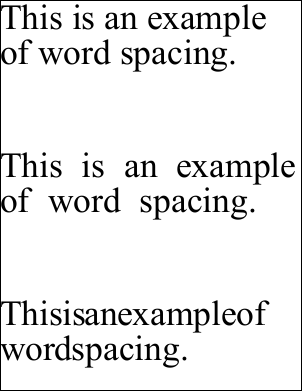 This is an example
of word spacing.
This is an example
of word spacing.
Thisisanexampleof
wordspacing.